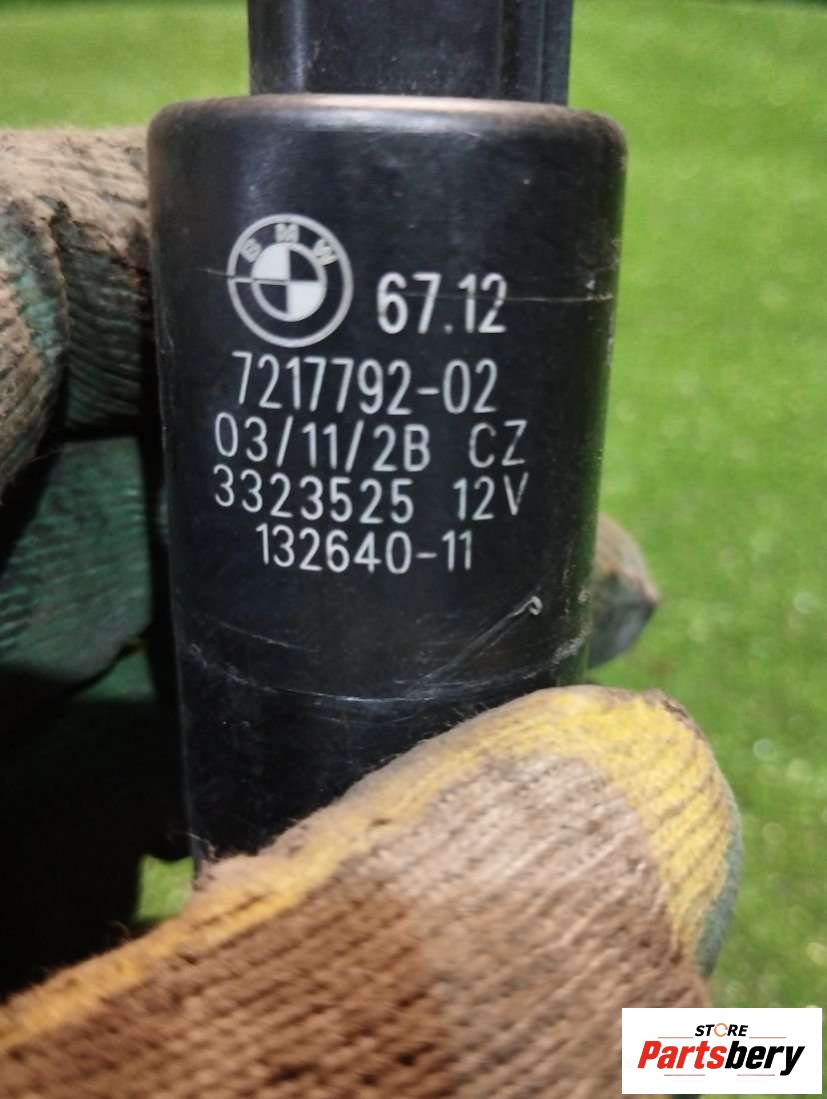 BMW 67.12
7217792-02
03/11/2B CZ
3323525 12V
132640-11
STORE
Partsbery